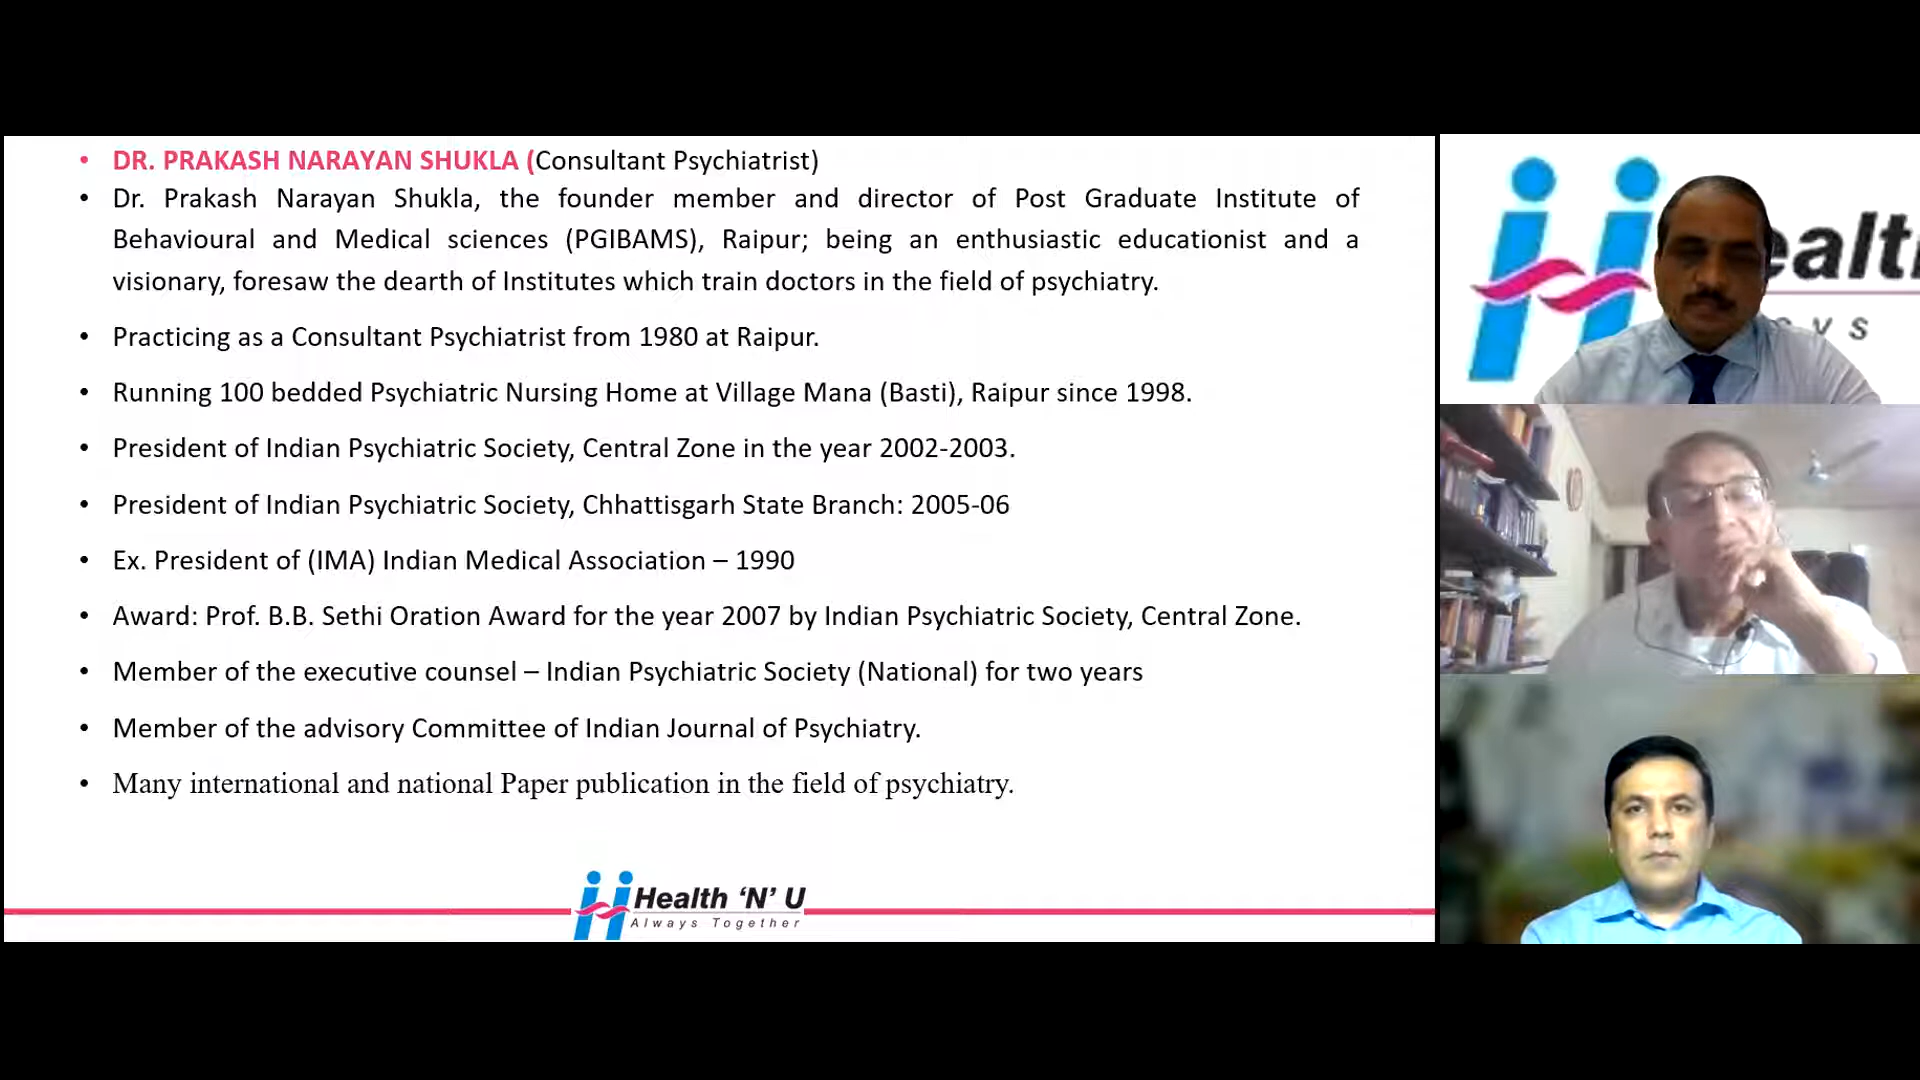 • DR. PRAKASH NARAYAN SHUKLA (Consultant Psychiatrist)
• Dr. Prakash Narayan Shukla, the founder member and director of Post Graduate Institute of
Behavioural and Medical sciences (PGIBAMS), Raipur; being an enthusiastic educationist and a
visionary, foresaw the dearth of Institutes which train doctors in the field of psychiatry.
• Practicing as a Consultant Psychiatrist from 1980 at Raipur.
• Running 100 bedded Psychiatric Nursing Home at Village Mana (Basti), Raipur since 1998.
• President of Indian Psychiatric Society, Central Zone in the year 2002-2003.
• President of Indian Psychiatric Society, Chhattisgarh State Branch: 2005-06
• Ex. President of (IMA) Indian Medical Association – 1990
• Award: Prof. B.B. Sethi Oration Award for the year 2007 by Indian Psychiatric Society, Central Zone.
• Member of the executive counsel – Indian Psychiatric Society (National) for two years
• Member of the advisory Committee of Indian Journal of Psychiatry.
• Many international and national Paper publication in the field of psychiatry.
Health 'N' U
Always Together